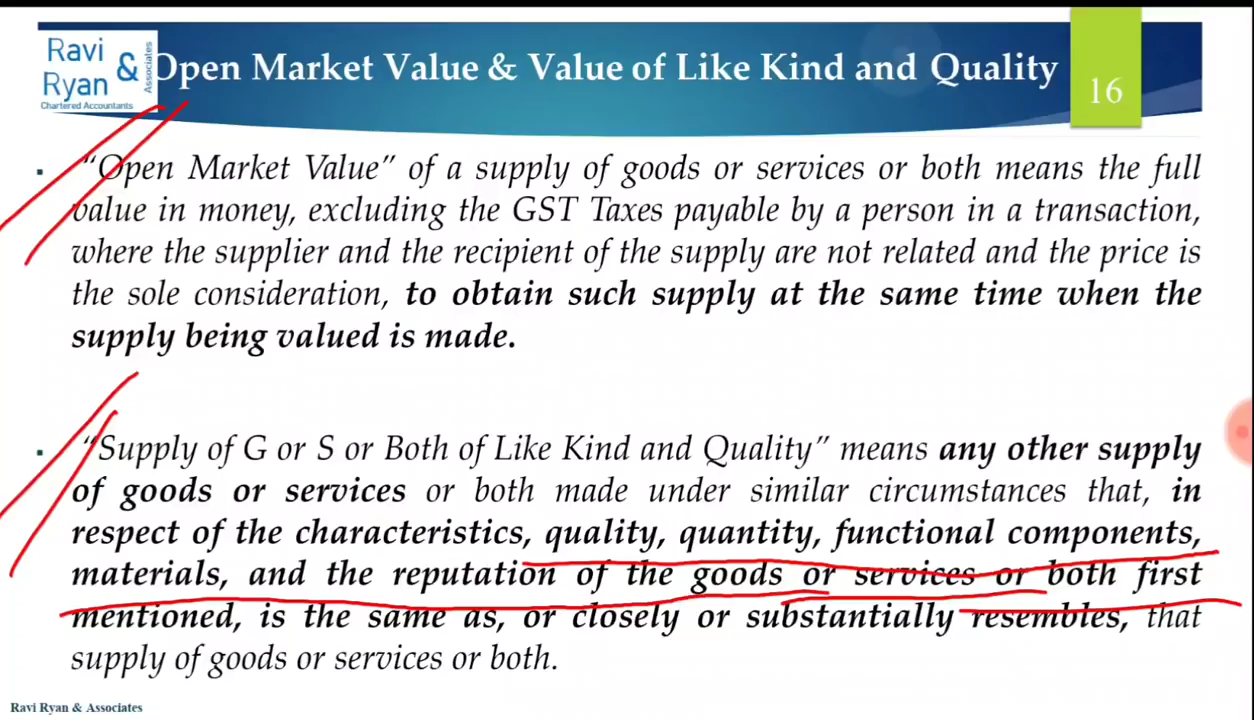 Ravi
Ryan
&
Associates
Chartered Accountants
Open Market Value & Value of Like Kind and Quality
16
"Open Market Value" of a supply of goods or services or both means the full
value in money, excluding the GST Taxes payable by a person in a transaction,
where the supplier and the recipient of the supply are not related and the price is
the sole consideration, to obtain such supply at the same time when the
supply being valued is made.
"Supply of G or S or Both of Like Kind and Quality" means any other supply
of goods or services or both made under similar circumstances that, in
respect of the characteristics, quality, quantity, functional components,
materials, and the reputation of the goods or services or both first
mentioned, is the same as, or closely or substantially resembles, that
supply of goods or services or both.
Ravi Ryan & Associates